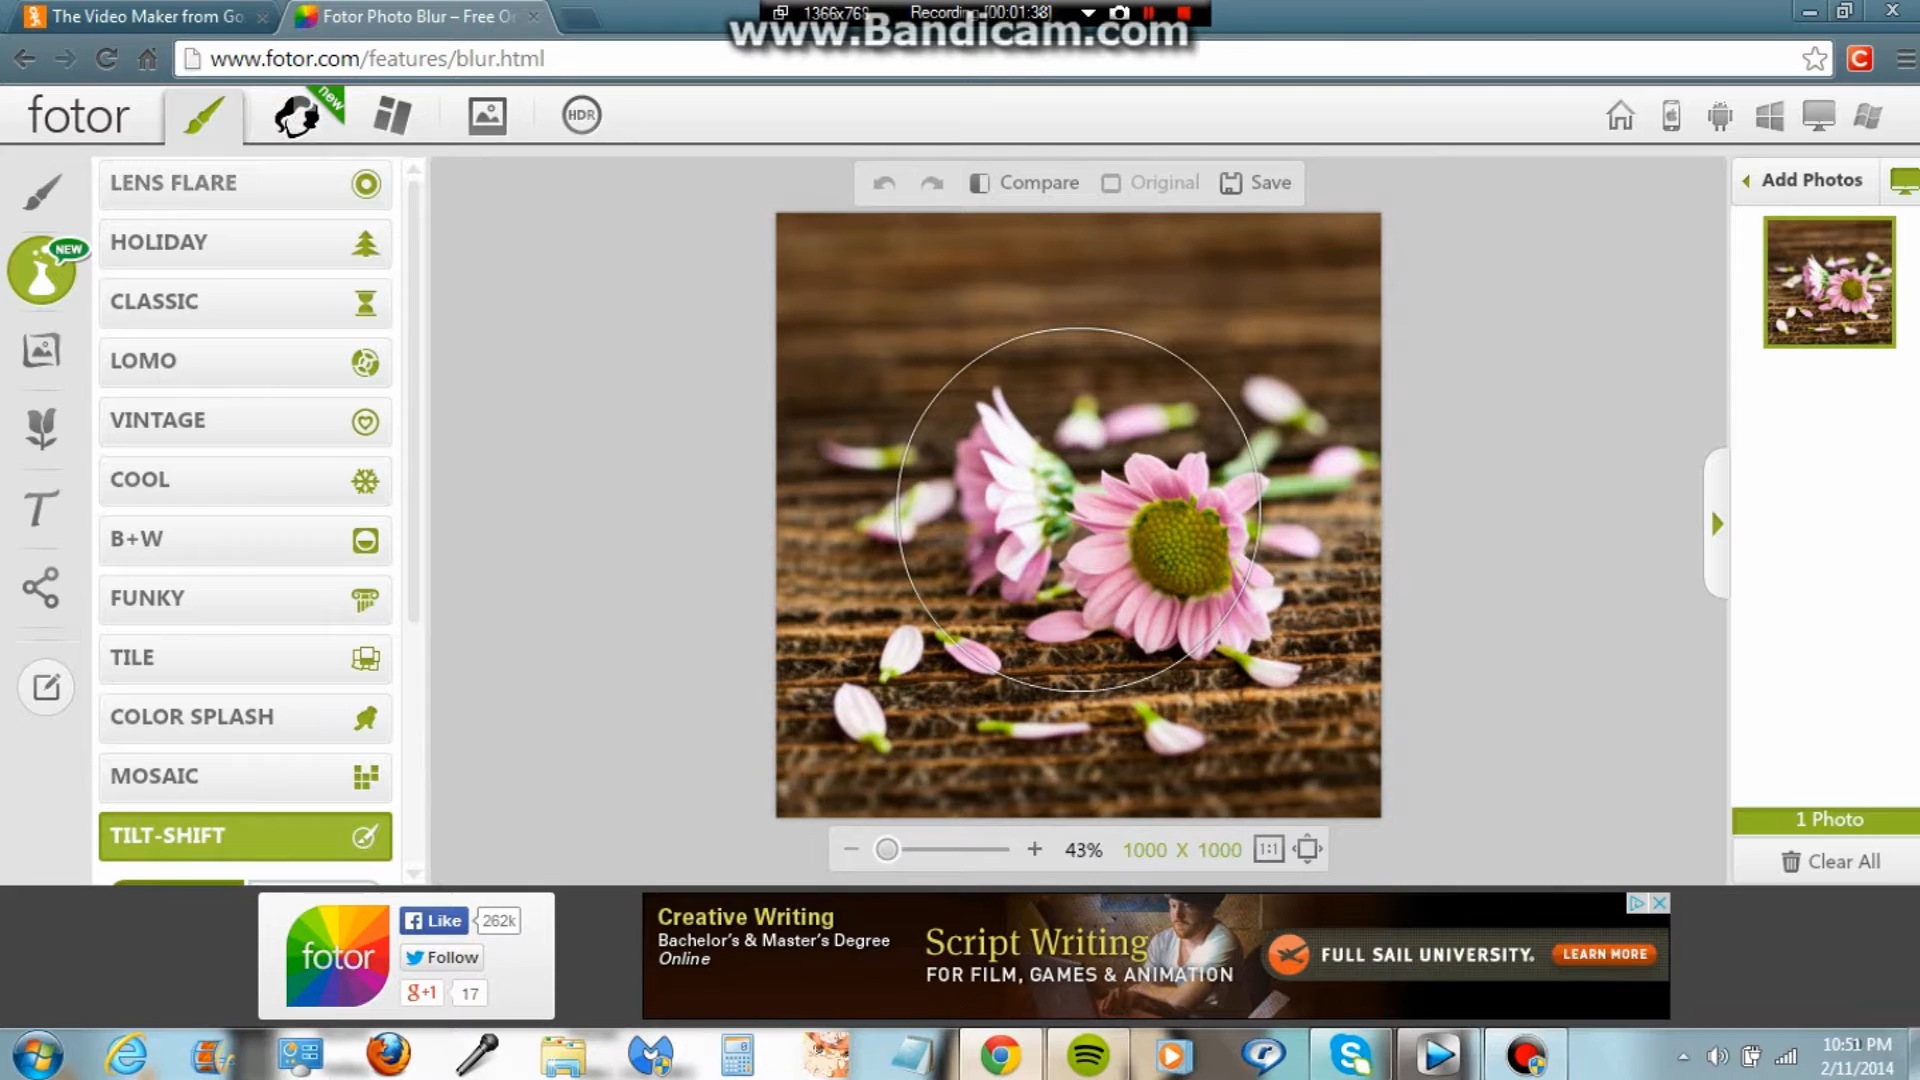 The Video Maker from Go
Fotor Photo Blur – Free Or
1366x768
Recording [00:01:38]
www.Bandicam.com
www.fotor.com/features/blur.html
C
fotor
new
HDR
NEW
LENS FLARE
HOLIDAY
CLASSIC
LOMO
VINTAGE
COOL
B+W
FUNKY
TILE
COLOR SPLASH
MOSAIC
TILT-SHIFT
T
Compare
Original
Save
43%
1000 X 1000
1:1
Add Photos
1 Photo
Clear All
fotor
Like
262k
Follow
g+1
17
Creative Writing
Bachelor's & Master's Degree
Online
Script Writing
FOR FILM, GAMES & ANIMATION
FULL SAIL UNIVERSITY.
LEARN MORE
10:51 PM
2/11/2014